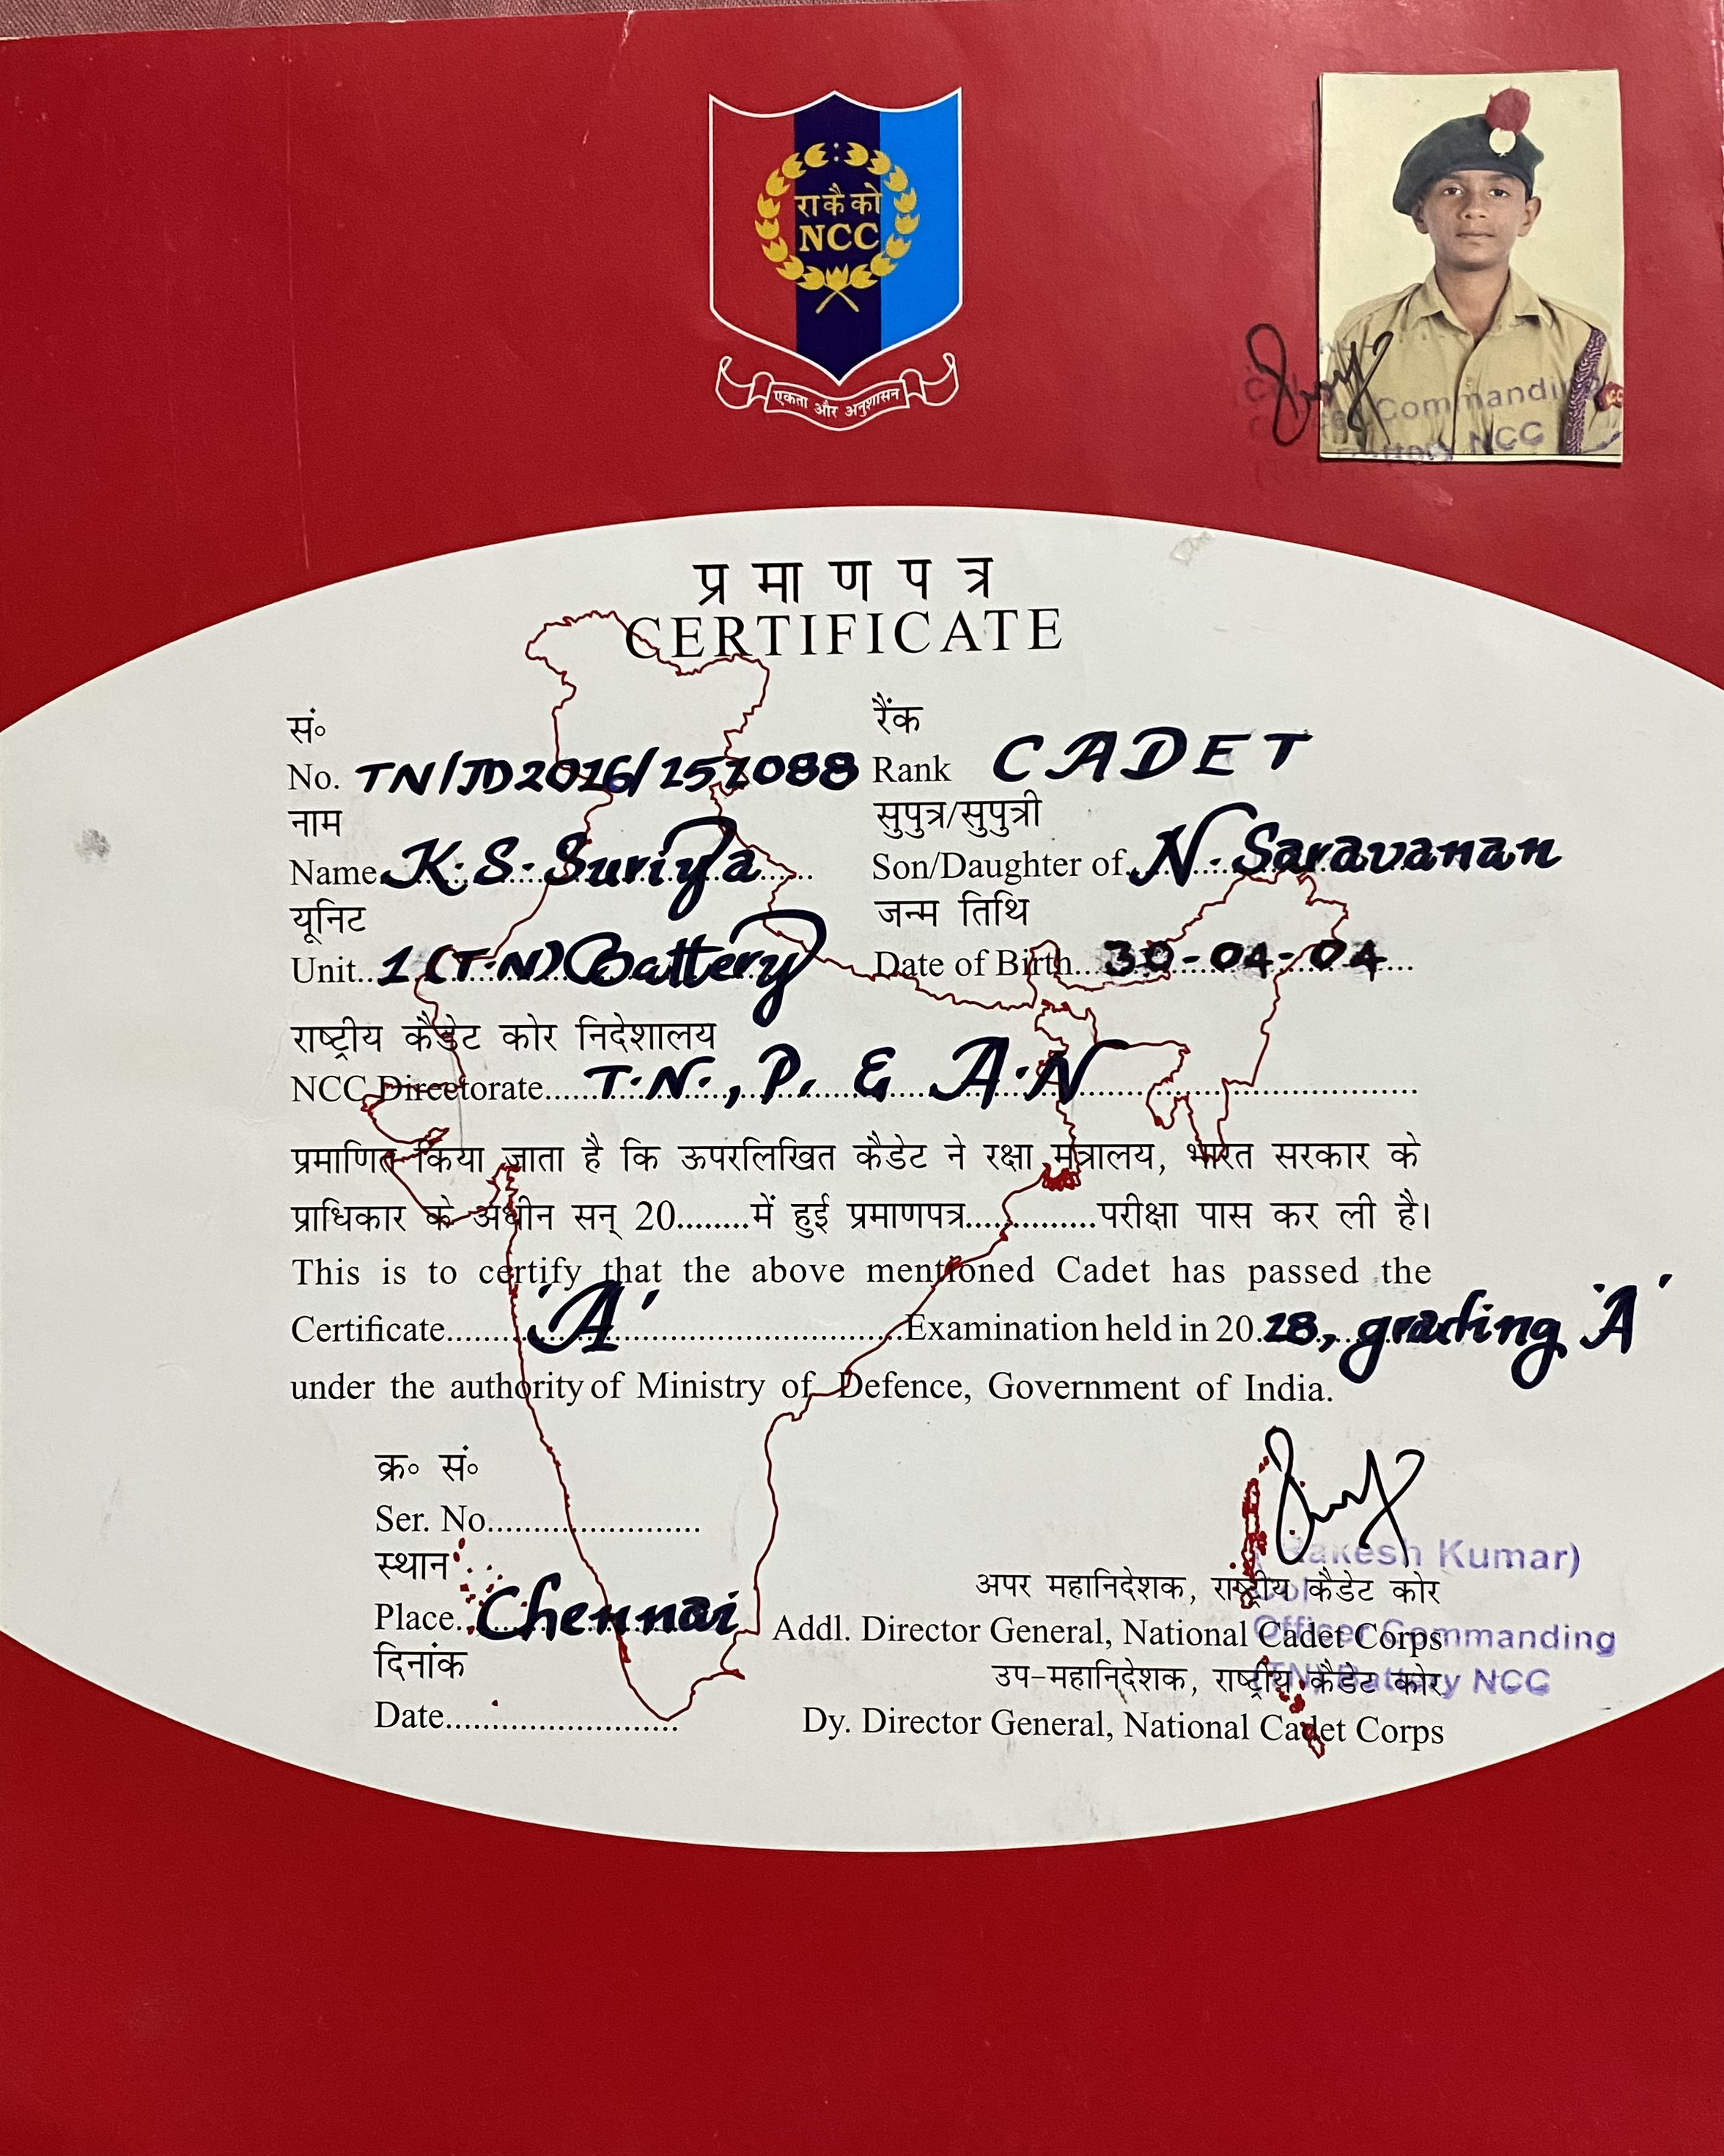 रा कै को
NCC
एकता और अनुशासन
Commanding
Battery NCC
प्रमाणपत्र
CERTIFICATE
सं०
No. TN/JD2016/151088
रैंक
Rank CADET
नाम
Name K.S.Suriya
सुपुत्र/सुपुत्री
Son/Daughter of N.Saravanan
यूनिट
Unit..1 (T.N) Battery
जन्म तिथि
Date of Birth...30-04-04
राष्ट्रीय कैडेट कोर निदेशालय
NCC Directorate......T.N., P. & A.N
प्रमाणित किया जाता है कि ऊपरलिखित कैडेट ने रक्षा मंत्रालय, भारत सरकार के
प्राधिकार के अधीन सन् 20........में हुई प्रमाणपत्र..............परीक्षा पास कर ली है।
This is to certify that the above mentioned Cadet has passed the
Certificate........'A'..............................Examination held in 20.18, grading 'A'
under the authority of Ministry of Defence, Government of India.
क्र० सं०
Ser. No........................
स्थान
Place..Chennai
दिनांक
Date..........................
Kumar)
अपर महानिदेशक, राष्ट्रीय कैडेट कोर
Addl. Director General, National Cadet Corps
Officer Commanding
उप-महानिदेशक, राष्ट्रीय कैडेट कोर
Battery NCC
Dy. Director General, National Cadet Corps